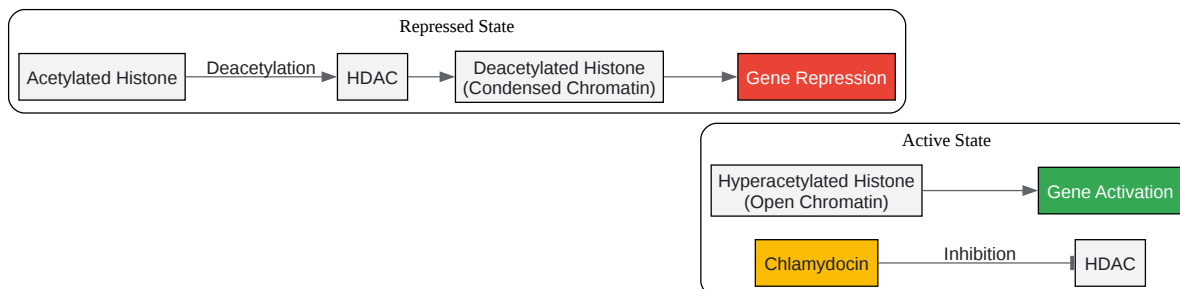 Repressed State
Acetylated Histone
Deacetylation
HDAC
Deacetylated Histone
(Condensed Chromatin)
Gene Repression
Active State
Hyperacetylated Histone
(Open Chromatin)
Gene Activation
Chlamydocin
Inhibition
HDAC